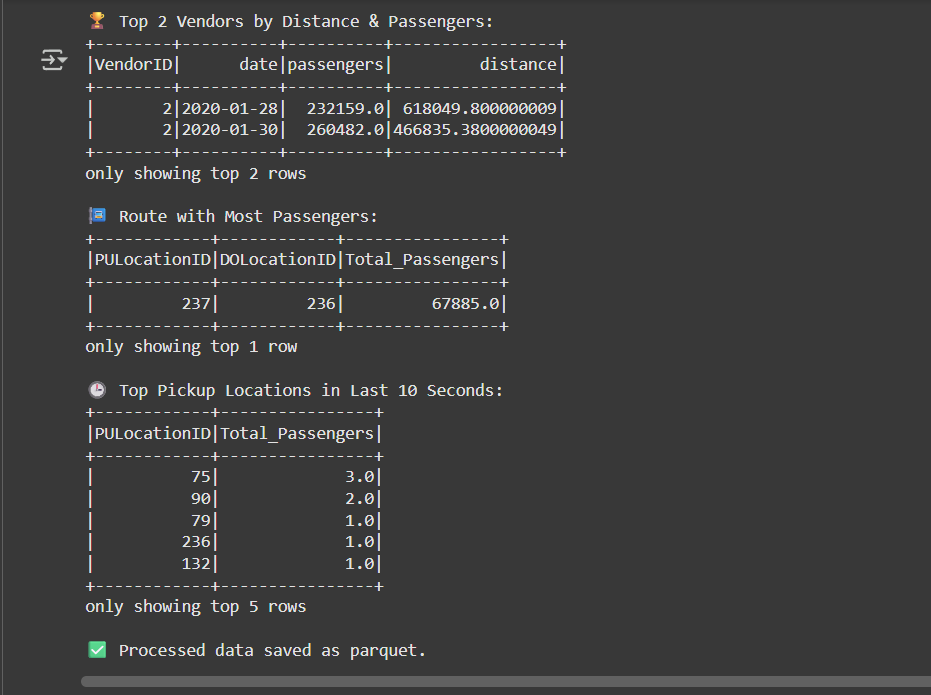 🏆 Top 2 Vendors by Distance & Passengers:
+--------+----------+----------+-----------------+
|VendorID|      date|passengers|         distance|
+--------+----------+----------+-----------------+
|       2|2020-01-28|  232159.0| 618049.800000009|
|       2|2020-01-30|  260482.0|466835.3800000049|
+--------+----------+----------+-----------------+
only showing top 2 rows
Route with Most Passengers:
+------------+------------+----------------+
|PULocationID|DOLocationID|Total_Passengers|
+------------+------------+----------------+
|         237|         236|         67885.0|
+------------+------------+----------------+
only showing top 1 row
🕒 Top Pickup Locations in Last 10 Seconds:
+------------+----------------+
|PULocationID|Total_Passengers|
+------------+----------------+
|          75|             3.0|
|          90|             2.0|
|          79|             1.0|
|         236|             1.0|
|         132|             1.0|
+------------+----------------+
only showing top 5 rows
✅ Processed data saved as parquet.